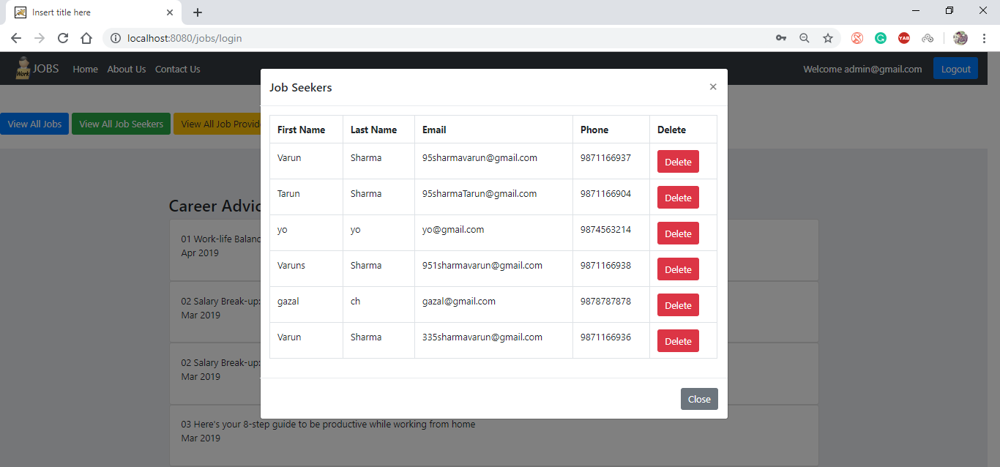 Insert title here
localhost:8080/jobs/login
YAB
Work
JOBS Home About Us Contact Us Welcome admin@gmail.com Logout
View All Jobs View All Job Seekers View All Job Provid
Job Seekers ×
First Name Last Name Email Phone Delete
Varun Sharma 95sharmavarun@gmail.com 9871166937 Delete
Tarun Sharma 95sharmaTarun@gmail.com 9871166904 Delete
yo yo yo@gmail.com 9874563214 Delete
Varuns Sharma 951sharmavarun@gmail.com 9871166938 Delete
gazal ch gazal@gmail.com 9878787878 Delete
Varun Sharma 335sharmavarun@gmail.com 9871166936 Delete
Close
Career Advic
01 Work-life Balanc
Apr 2019
02 Salary Break-up:
Mar 2019
02 Salary Break-up:
Mar 2019
03 Here's your 8-step guide to be productive while working from home
Mar 2019